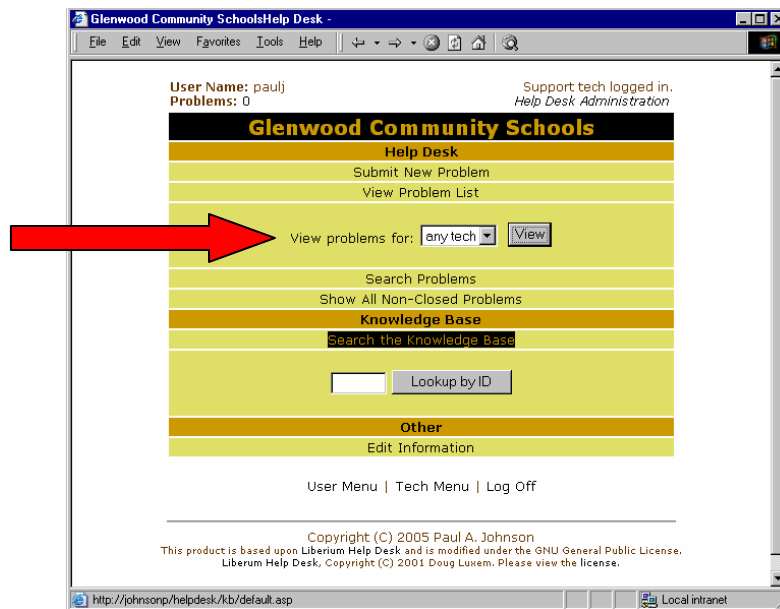 Glenwood Community SchoolsHelp Desk -
File Edit View Favorites Tools Help
User Name: paulj
Support tech logged in.
Problems: 0
Help Desk Administration
Glenwood Community Schools
Help Desk
Submit New Problem
View Problem List
View problems for: any tech View
Search Problems
Show All Non-Closed Problems
Knowledge Base
Search the Knowledge Base
Lookup by ID
Other
Edit Information
User Menu | Tech Menu | Log Off
Copyright (C) 2005 Paul A. Johnson
This product is based upon Liberium Help Desk and is modified under the GNU General Public License.
Liberum Help Desk, Copyright (C) 2001 Doug Luxem. Please view the license.
http://johnsonp/helpdesk/kb/default.asp
Local intranet